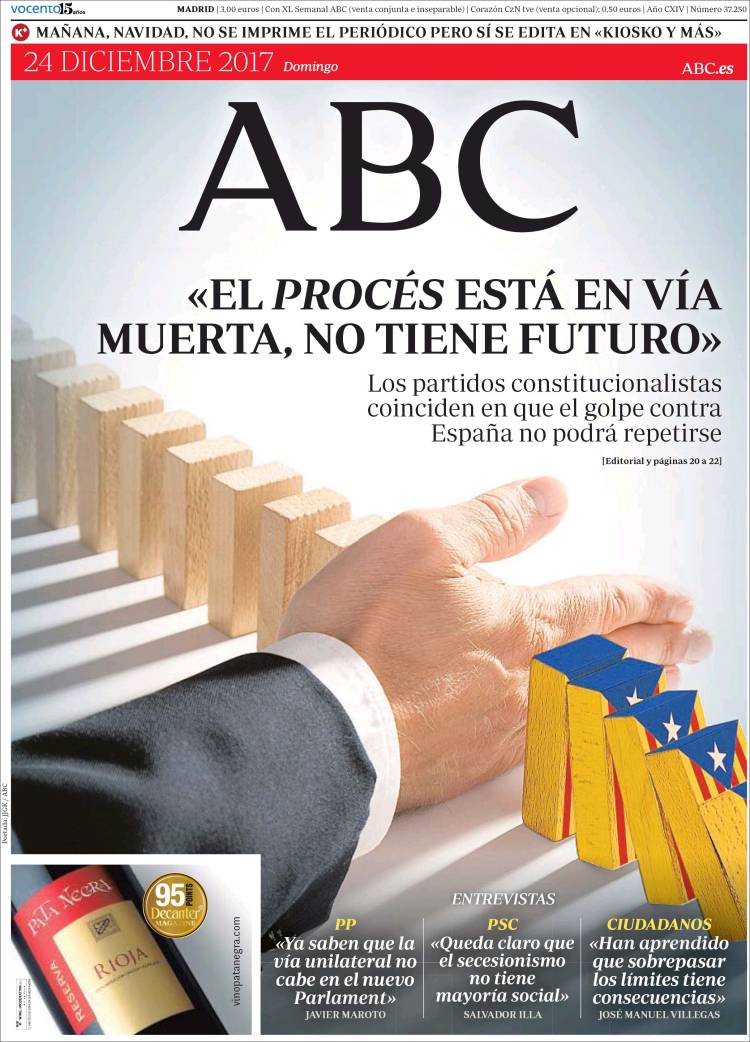 vocento 15 años
MADRID | 3,00 euros | Con XL Semanal ABC (venta conjunta e inseparable) | Corazón CzN tve (venta opcional): 0,50 euros | Año CXIV | Número 37.250
K+ MAÑANA, NAVIDAD, NO SE IMPRIME EL PERIÓDICO PERO SÍ SE EDITA EN «KIOSKO Y MÁS»
24 DICIEMBRE 2017 Domingo
ABC.es
ABC
«EL PROCÉS ESTÁ EN VÍA
MUERTA, NO TIENE FUTURO»
Los partidos constitucionalistas
coinciden en que el golpe contra
España no podrá repetirse
[Editorial y páginas 20 a 22]
Portada: JJGK / ABC
PATA NEGRA
RESERVA
RIOJA
95 POINTS
Decanter
MAGAZINE
vinopatanegra.com
ENTREVISTAS
PP
«Ya saben que la
vía unilateral no
cabe en el nuevo
Parlament»
JAVIER MAROTO
PSC
«Queda claro que
el secesionismo
no tiene
mayoría social»
SALVADOR ILLA
CIUDADANOS
«Han aprendido
que sobrepasar
los límites tiene
consecuencias»
JOSÉ MANUEL VILLEGAS